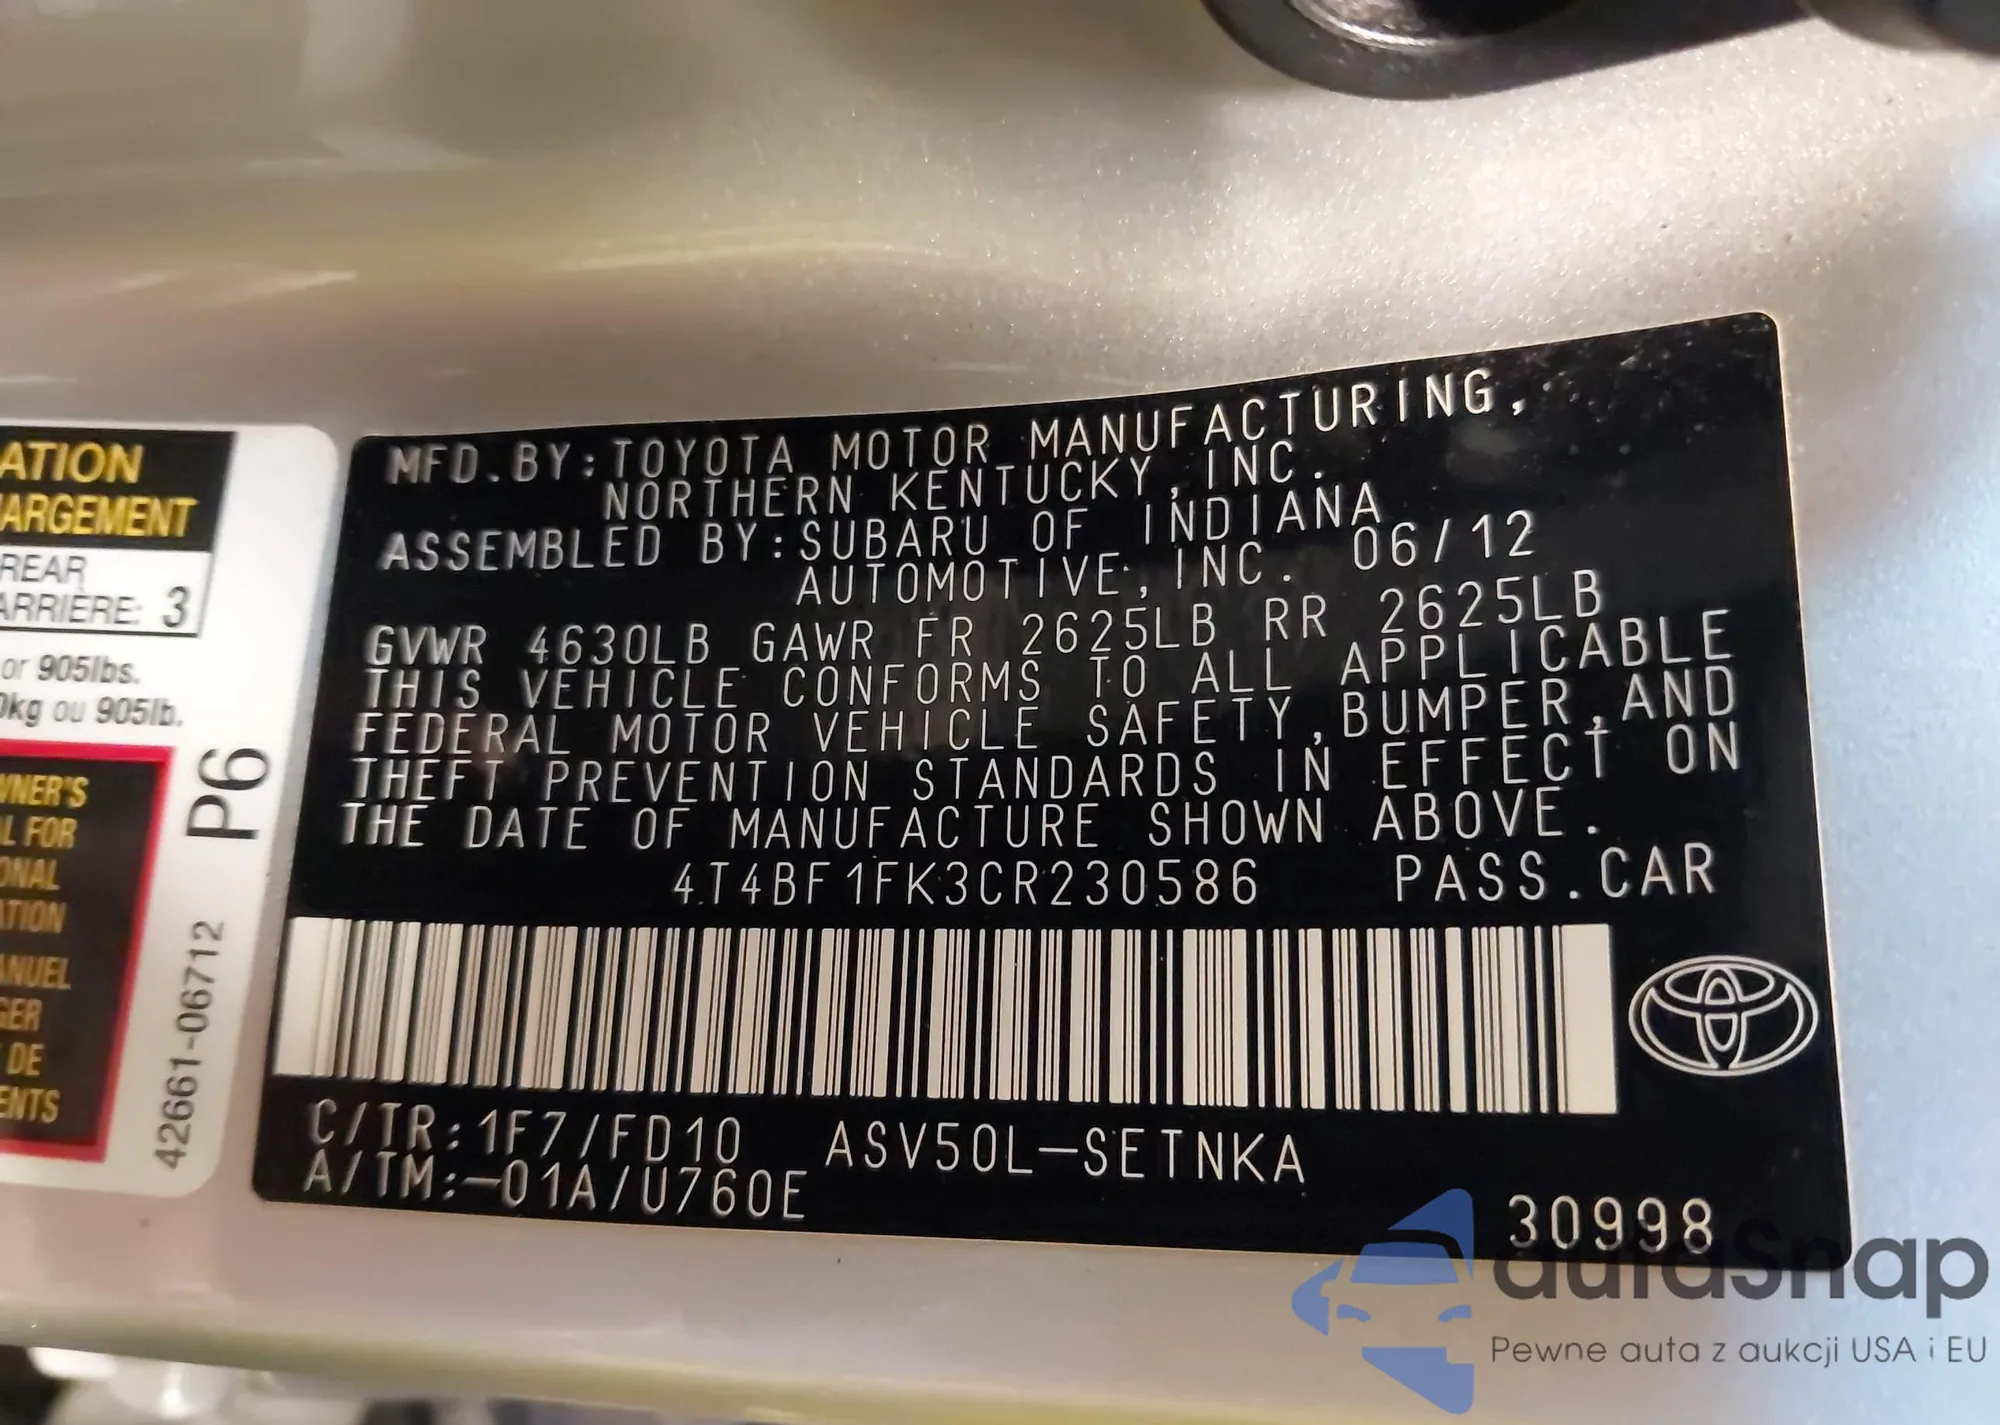 MFD.BY:TOYOTA MOTOR MANUFACTURING,
NORTHERN KENTUCKY,INC.
ASSEMBLED BY:SUBARU OF INDIANA
AUTOMOTIVE,INC. 06/12
GVWR 4630LB GAWR FR 2625LB RR 2625LB
THIS VEHICLE CONFORMS TO ALL APPLICABLE
FEDERAL MOTOR VEHICLE SAFETY,BUMPER,AND
THEFT PREVENTION STANDARDS IN EFFECT ON
THE DATE OF MANUFACTURE SHOWN ABOVE.
4T4BF1FK3CR230586 PASS.CAR
C/TR:1F7/FD10 ASV50L-SETNKA
A/TM:-01A/U760E
30998
ATION
ARGEMENT
REAR
ARRIÈRE: 3
or 905lbs.
0kg ou 905lb.
WNER'S
L FOR
ONAL
ATION
ANUEL
GER
DE
ENTS
P6
42661-06712
autaSnap
Pewne auta z aukcji USA i EU